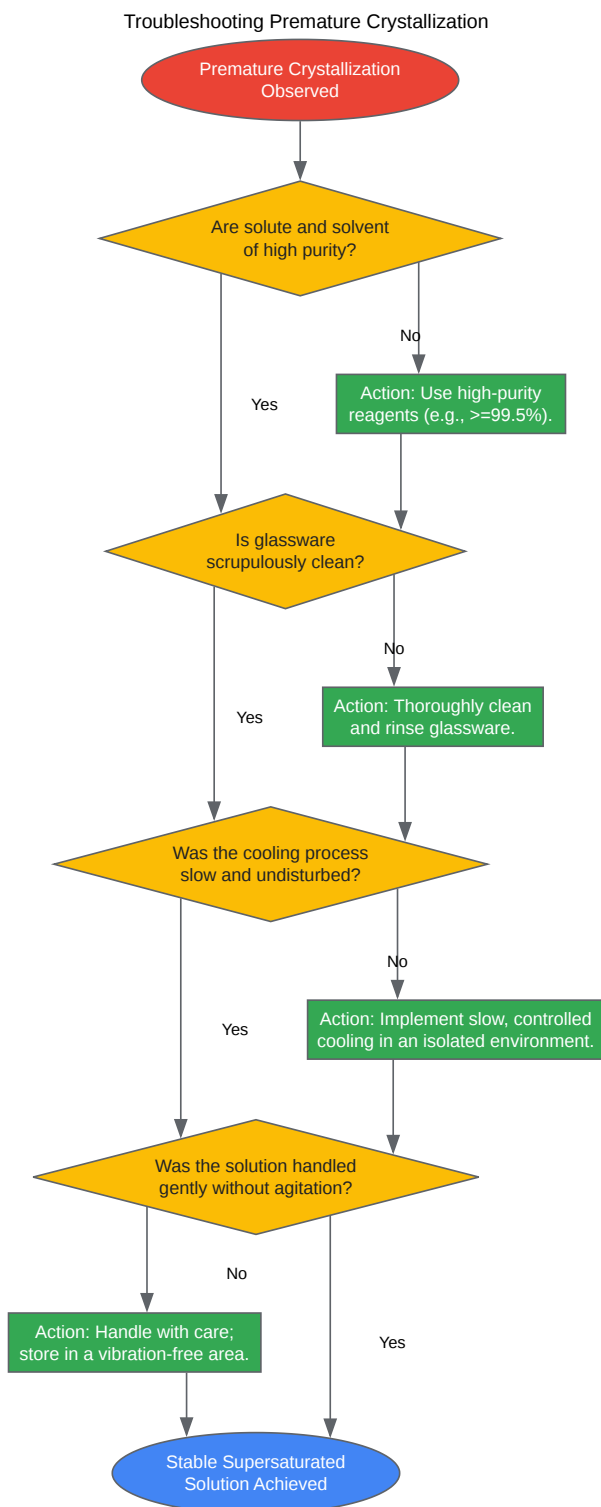 Troubleshooting Premature Crystallization
Premature Crystallization
Observed
Are solute and solvent
of high purity?
No
Action: Use high-purity
reagents (e.g., >=99.5%).
Yes
Is glassware
scrupulously clean?
No
Action: Thoroughly clean
and rinse glassware.
Yes
Was the cooling process
slow and undisturbed?
No
Action: Implement slow, controlled
cooling in an isolated environment.
Yes
Was the solution handled
gently without agitation?
No
Action: Handle with care;
store in a vibration-free area.
Yes
Stable Supersaturated
Solution Achieved